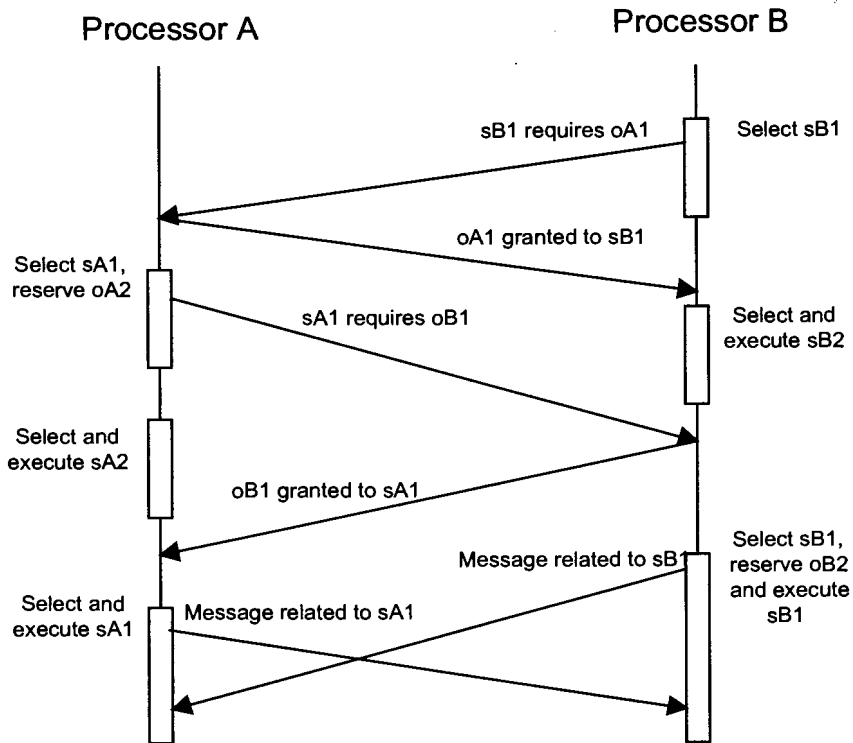 Processor A
Processor B
sB1 requires oA1
Select sB1
oA1 granted to sB1
Select sA1,
reserve oA2
sA1 requires oB1
Select and
execute sB2
Select and
execute sA2
oB1 granted to sA1
Message related to sB1
Select sB1,
reserve oB2
and execute
sB1
Select and
execute sA1
Message related to sA1